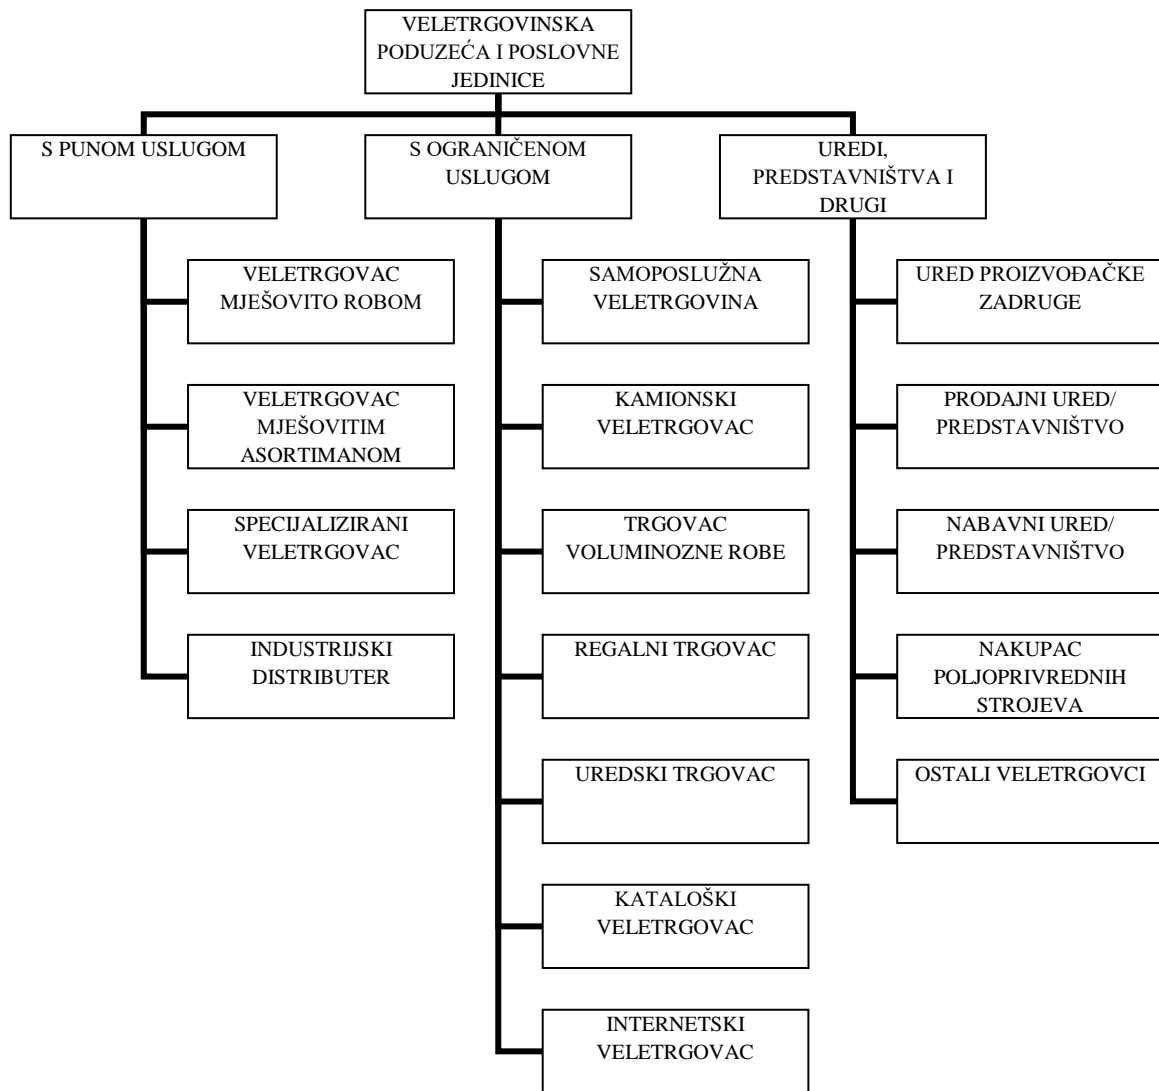 VELETRGOVINSKA
PODUZEĆA I POSLOVNE
JEDINICE
S PUNOM USLUGOM
S OGRANIČENOM
USLUGOM
UREDI,
PREDSTAVNIŠTVA I
DRUGI
VELETRGOVAC
MJEŠOVITO ROBOM
VELETRGOVAC
MJEŠOVITIM
ASORTIMANOM
SPECIJALIZIRANI
VELETRGOVAC
INDUSTRIJSKI
DISTRIBUTER
SAMOPOSLUŽNA
VELETRGOVINA
KAMIONSKI
VELETRGOVAC
TRGOVAC
VOLUMINOZNE ROBE
REGALNI TRGOVAC
UREDSKI TRGOVAC
KATALOŠKI
VELETRGOVAC
INTERNETSKI
VELETRGOVAC
URED PROIZVOĐAČKE
ZADRUGE
PRODAJNI URED/
PREDSTAVNIŠTVO
NABAVNI URED/
PREDSTAVNIŠTVO
NAKUPAC
POLJOPRIVREDNIH
STROJEVA
OSTALI VELETRGOVCI